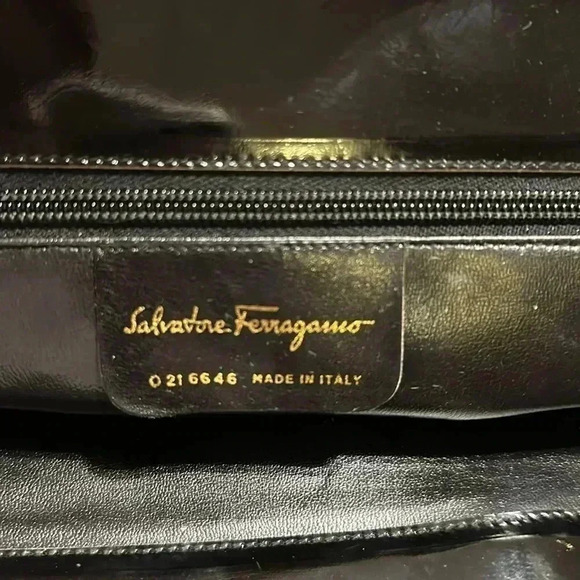 Salvatore Ferragamo
O 21 6646 MADE IN ITALY